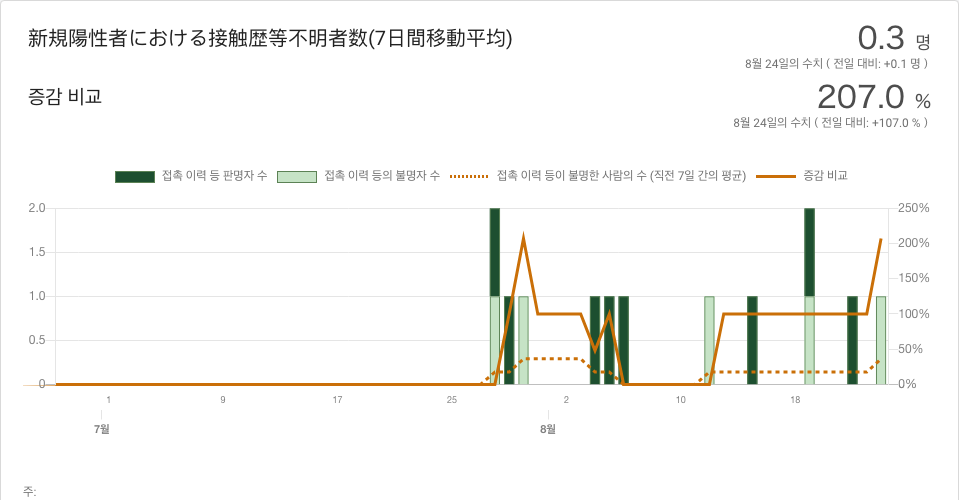 新規陽性者における接触歴等不明者数(7日間移動平均)
0.3 명
8월 24일의 수치 ( 전일 대비: +0.1 명 )
증감 비교
207.0 %
8월 24일의 수치 ( 전일 대비: +107.0 % )
접촉 이력 등 판명자 수 접촉 이력 등의 불명자 수 접촉 이력 등이 불명한 사람의 수 (직전 7일 간의 평균) 증감 비교
2.0 250%
200%
1.5
150%
1.0
100%
0.5
50%
0 0%
1 9 17 25 2 10 18
7월 8월
주: